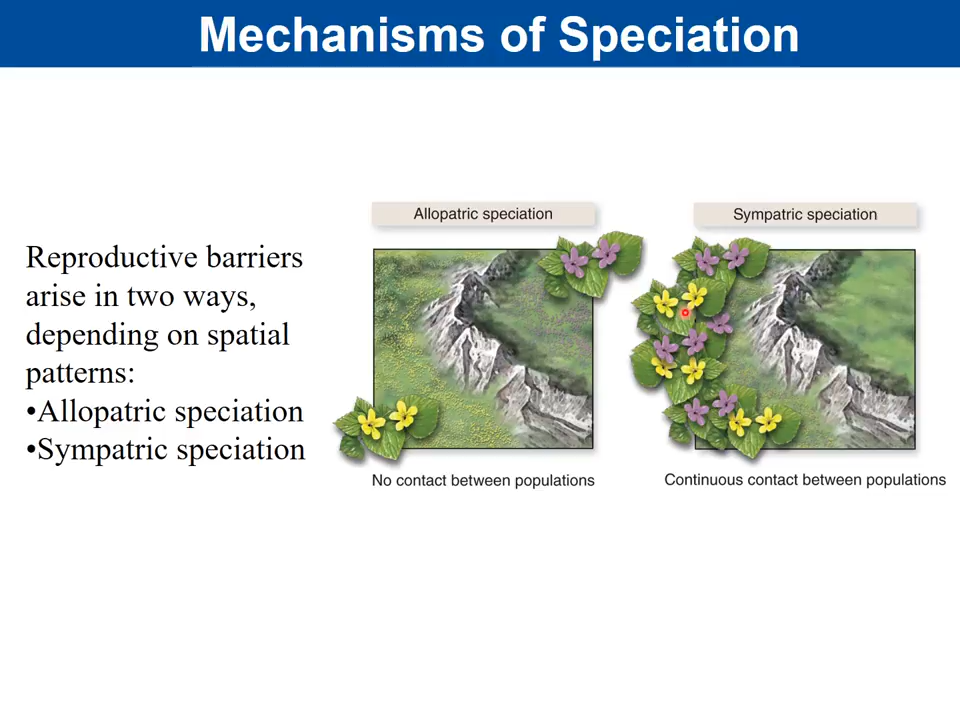 Mechanisms of Speciation
Reproductive barriers
arise in two ways,
depending on spatial
patterns:
•Allopatric speciation
•Sympatric speciation
Allopatric speciation
No contact between populations
Sympatric speciation
Continuous contact between populations